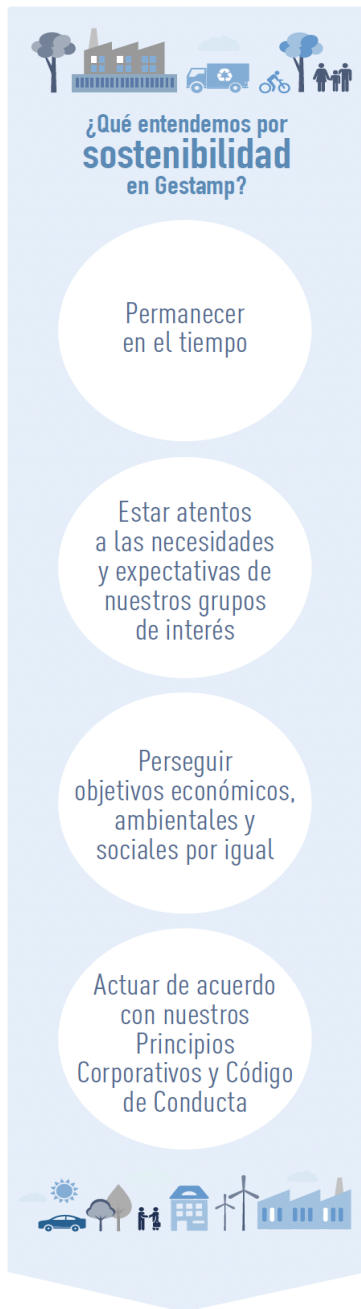 ¿Qué entendemos por
sostenibilidad
en Gestamp?
Permanecer
en el tiempo
Estar atentos
a las necesidades
y expectativas de
nuestros grupos
de interés
Perseguir
objetivos económicos,
ambientales y
sociales por igual
Actuar de acuerdo
con nuestros
Principios
Corporativos y Código
de Conducta